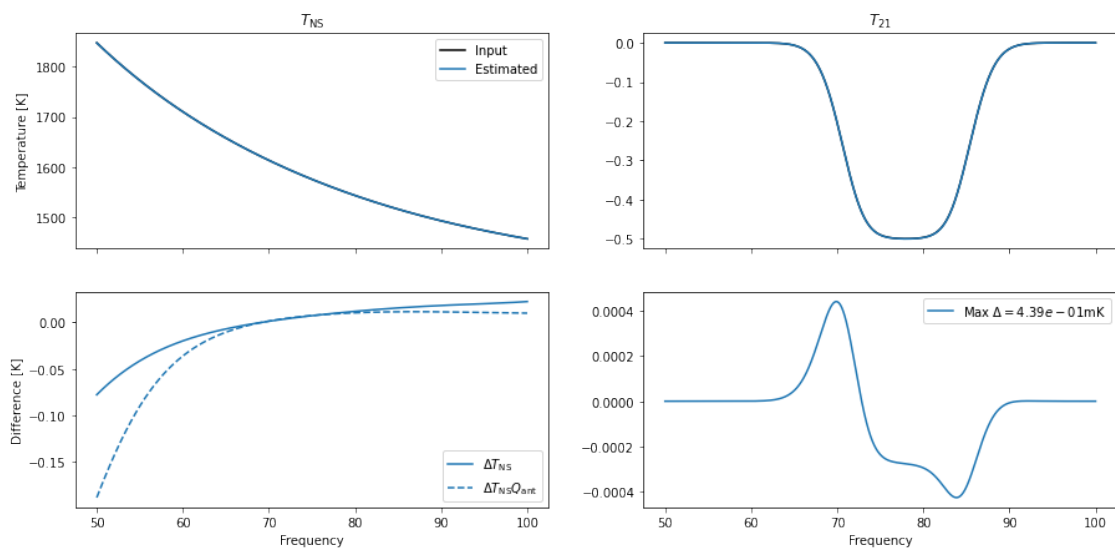 T_NS
T_21
Temperature [K]
1800
1700
1600
1500
Input
Estimated
0.0
−0.1
−0.2
−0.3
−0.4
−0.5
Difference [K]
0.00
−0.05
−0.10
−0.15
ΔT_NS
ΔT_NS Q_ant
50 60 70 80 90 100
Frequency
0.0004
0.0002
0.0000
−0.0002
−0.0004
Max Δ = 4.39e − 01mK
50 60 70 80 90 100
Frequency